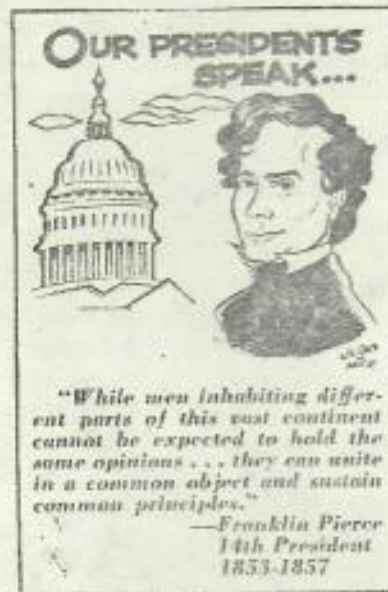 OUR PRESIDENTS
SPEAK...
"While men inhabiting differ-
ent parts of this vast continent
cannot be expected to hold the
same opinions . . . they can unite
in a common object and sustain
common principles."
—Franklin Pierce
14th President
1853-1857